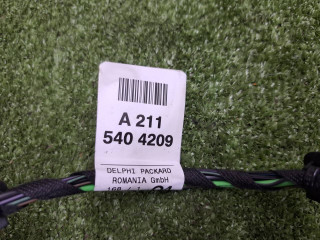 A 211
540 4209
DELPHI PACKARD
ROMANIA GmbH